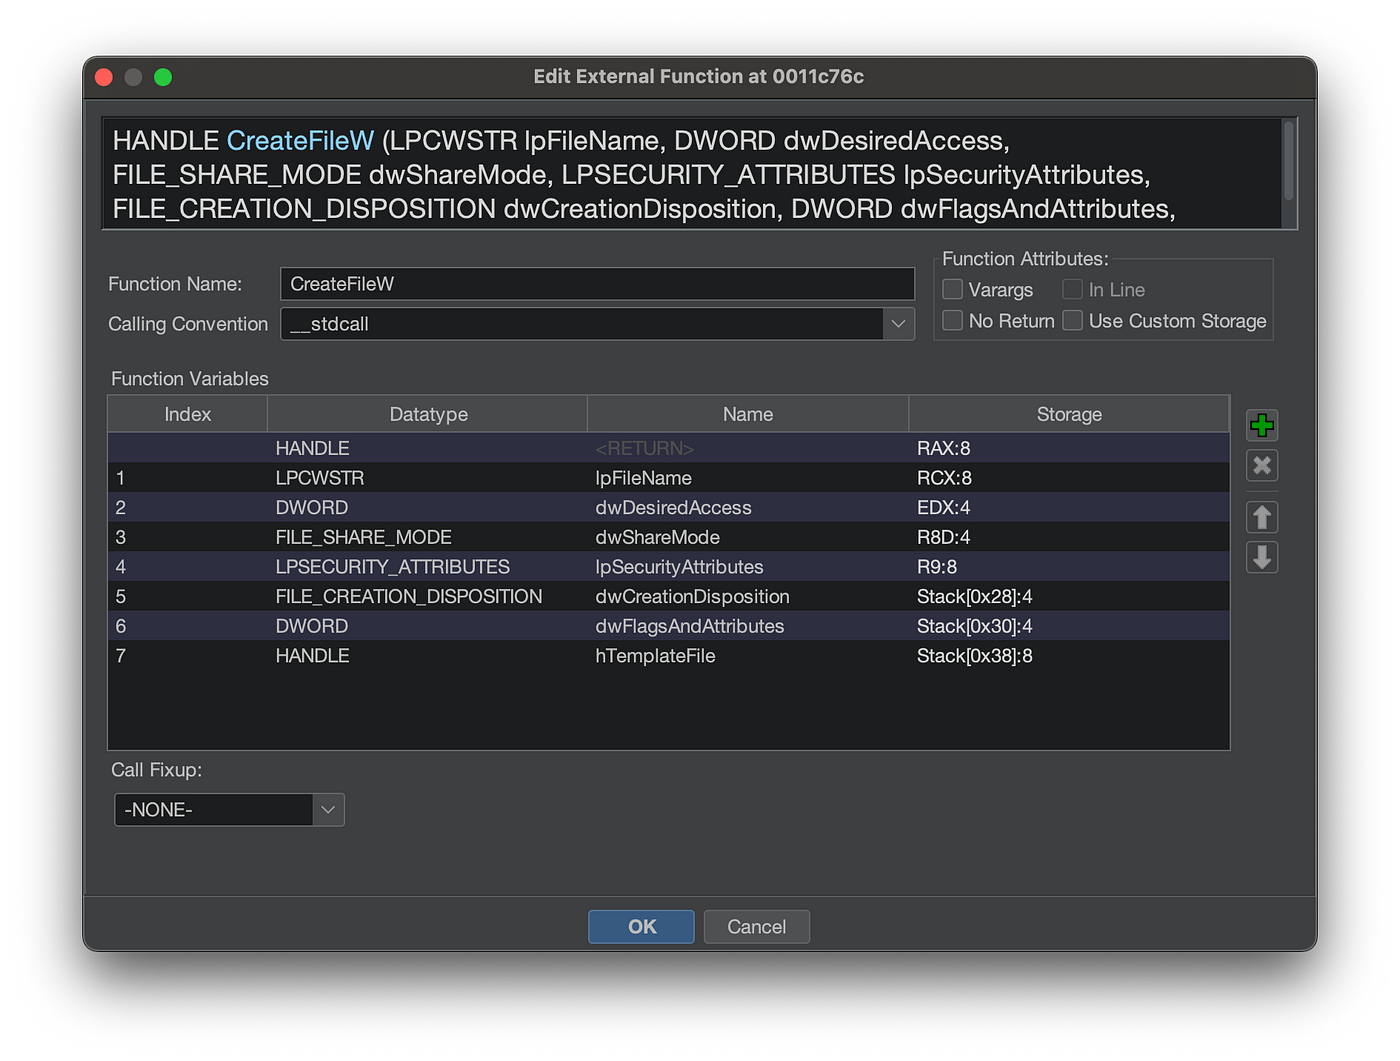 Edit External Function at 0011c76c
HANDLE CreateFileW (LPCWSTR lpFileName, DWORD dwDesiredAccess,
FILE_SHARE_MODE dwShareMode, LPSECURITY_ATTRIBUTES lpSecurityAttributes,
FILE_CREATION_DISPOSITION dwCreationDisposition, DWORD dwFlagsAndAttributes,
Function Name: CreateFileW
Calling Convention __stdcall
Function Attributes:
Varargs In Line
No Return Use Custom Storage
Function Variables
Index Datatype Name Storage
HANDLE <RETURN> RAX:8
1 LPCWSTR lpFileName RCX:8
2 DWORD dwDesiredAccess EDX:4
3 FILE_SHARE_MODE dwShareMode R8D:4
4 LPSECURITY_ATTRIBUTES lpSecurityAttributes R9:8
5 FILE_CREATION_DISPOSITION dwCreationDisposition Stack[0x28]:4
6 DWORD dwFlagsAndAttributes Stack[0x30]:4
7 HANDLE hTemplateFile Stack[0x38]:8
Call Fixup:
-NONE-
OK Cancel